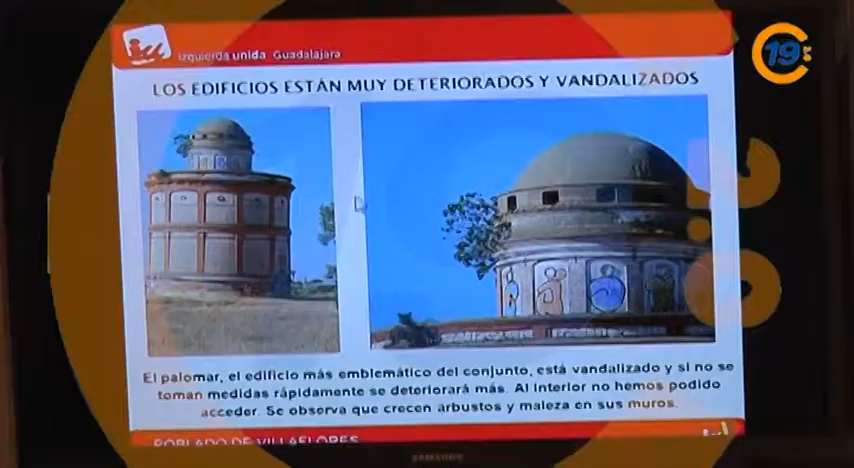 iu
izquierda unida Guadalajara
19
LOS EDIFICIOS ESTÁN MUY DETERIORADOS Y VANDALIZADOS
El palomar, el edificio más emblemático del conjunto, está vandalizado y si no se
toman medidas rápidamente se deteriorará más. Al interior no hemos podido
acceder. Se observa que crecen arbustos y maleza en sus muros.
POBLADO DE VILLAFLORES
SAMSUNG